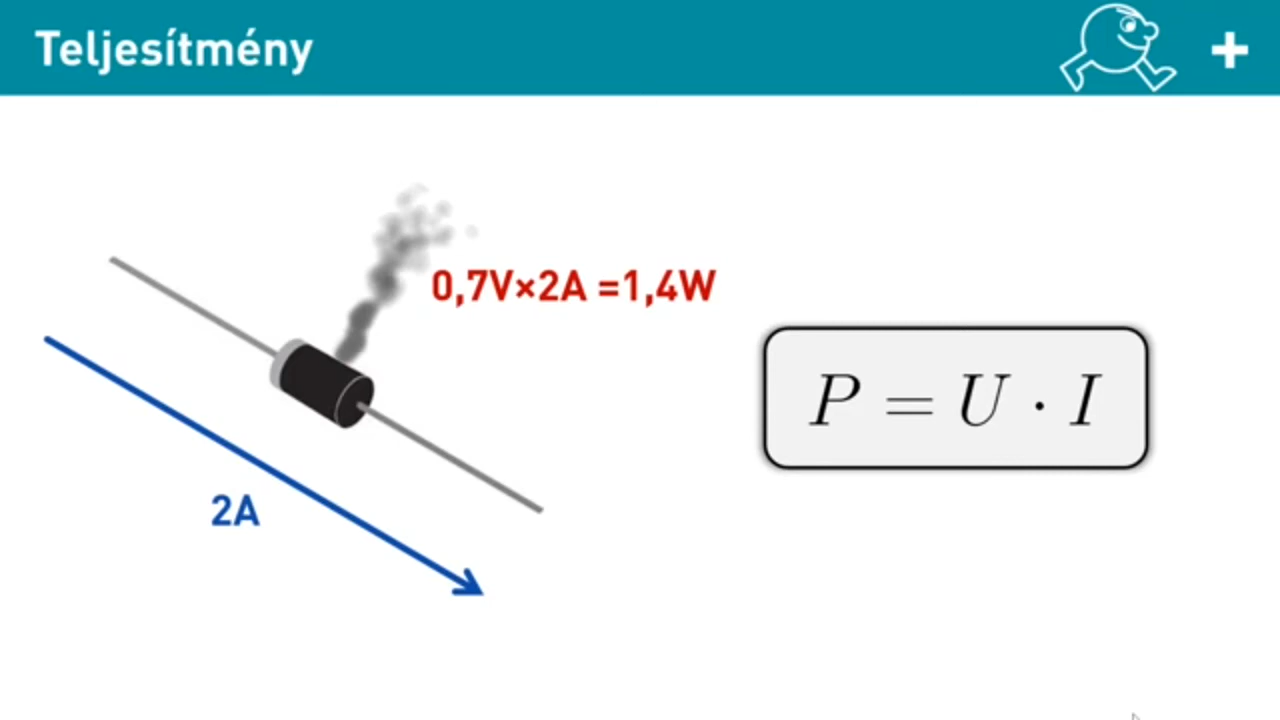 Teljesítmény
+
0,7V×2A =1,4W
P = U · I
2A